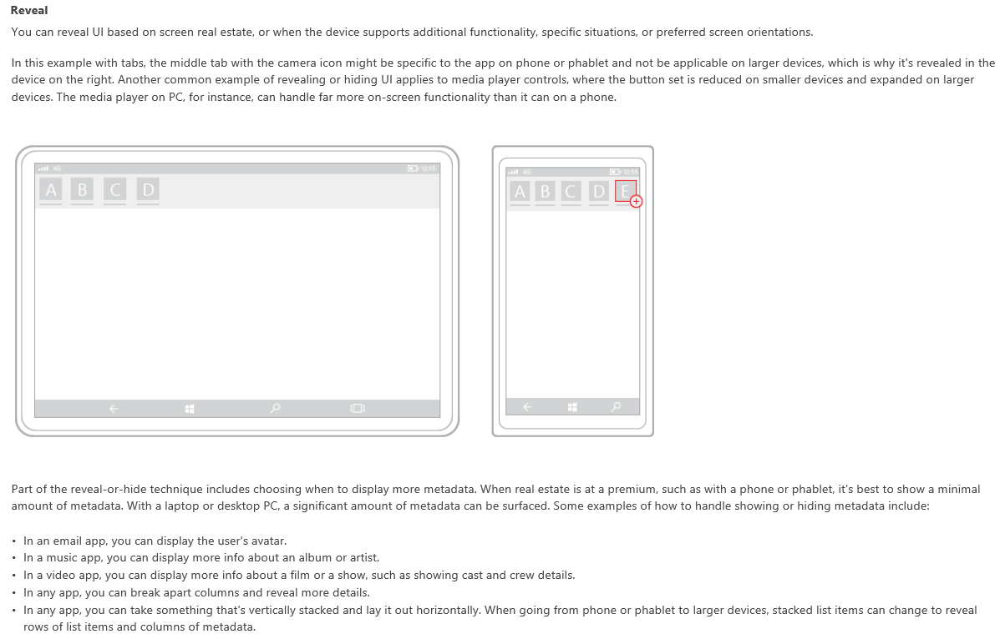 Reveal
You can reveal UI based on screen real estate, or when the device supports additional functionality, specific situations, or preferred screen orientations.
In this example with tabs, the middle tab with the camera icon might be specific to the app on phone or phablet and not be applicable on larger devices, which is why it's revealed in the
device on the right. Another common example of revealing or hiding UI applies to media player controls, where the button set is reduced on smaller devices and expanded on larger
devices. The media player on PC, for instance, can handle far more on-screen functionality than it can on a phone.
4G 12:55
A B C D
4G 12:55
A B C D E
Part of the reveal-or-hide technique includes choosing when to display more metadata. When real estate is at a premium, such as with a phone or phablet, it's best to show a minimal
amount of metadata. With a laptop or desktop PC, a significant amount of metadata can be surfaced. Some examples of how to handle showing or hiding metadata include:
• In an email app, you can display the user's avatar.
• In a music app, you can display more info about an album or artist.
• In a video app, you can display more info about a film or a show, such as showing cast and crew details.
• In any app, you can break apart columns and reveal more details.
• In any app, you can take something that's vertically stacked and lay it out horizontally. When going from phone or phablet to larger devices, stacked list items can change to reveal
rows of list items and columns of metadata.